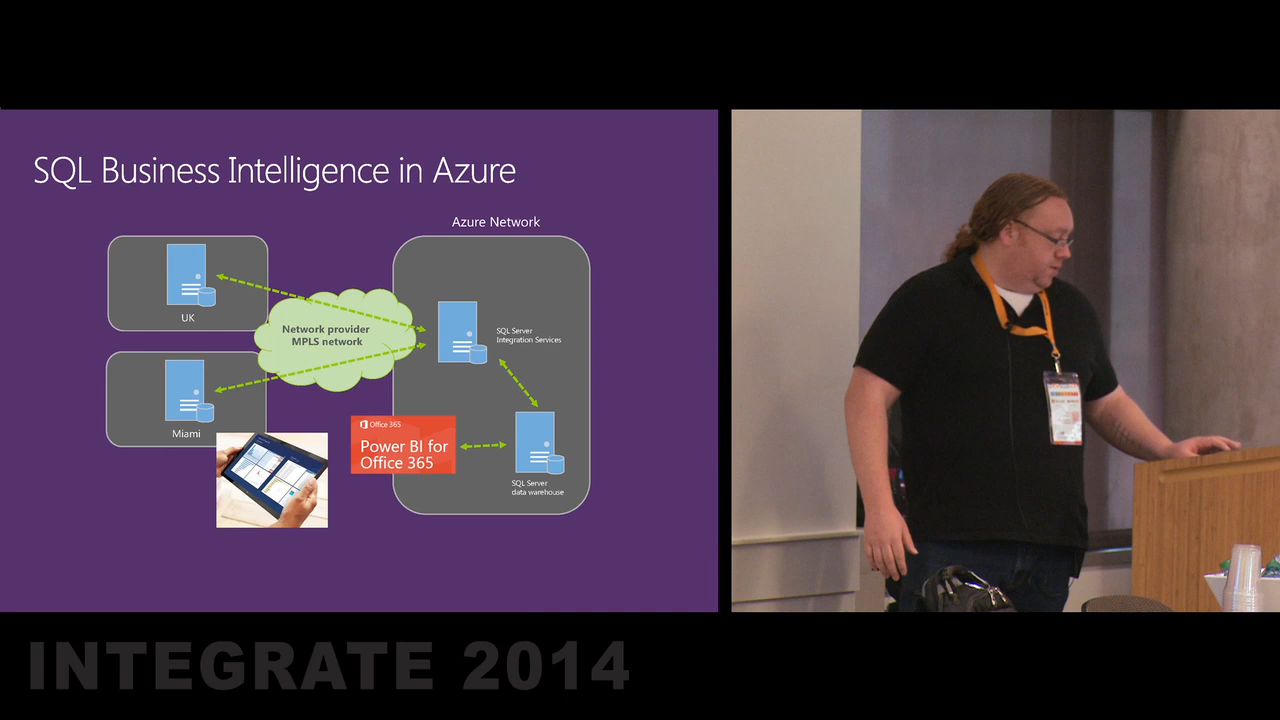 SQL Business Intelligence in Azure
Azure Network
UK
Network provider
MPLS network
SQL Server
Integration Services
Miami
Office 365
Power BI for
Office 365
SQL Server
data warehouse
INTEGRATE 2014